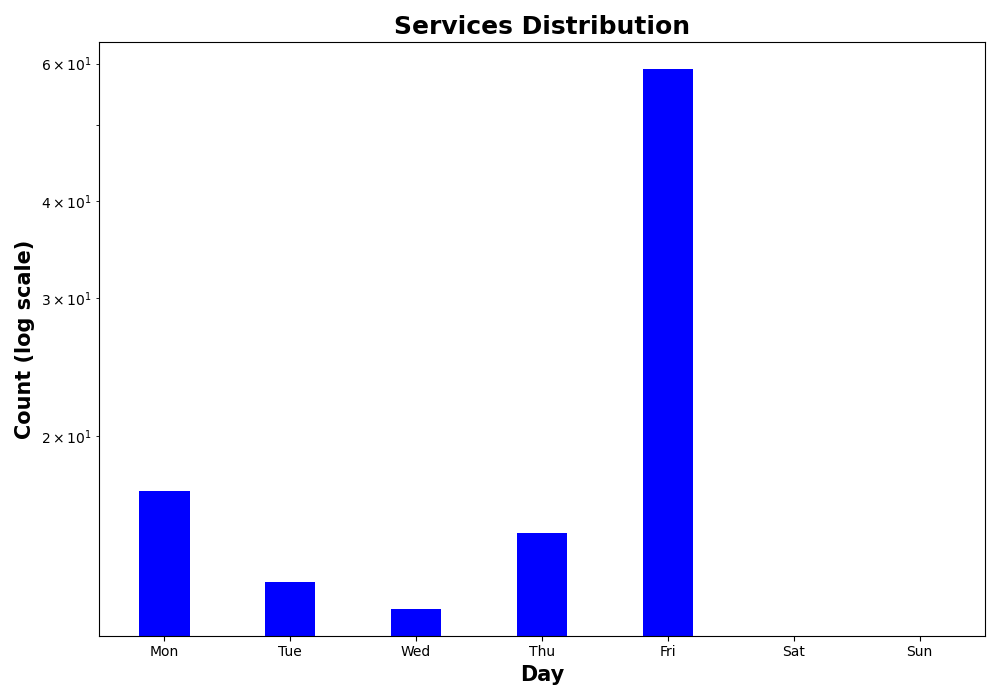 Services Distribution
Count (log scale)
6 × 10¹
4 × 10¹
3 × 10¹
2 × 10¹
Mon Tue Wed Thu Fri Sat Sun
Day